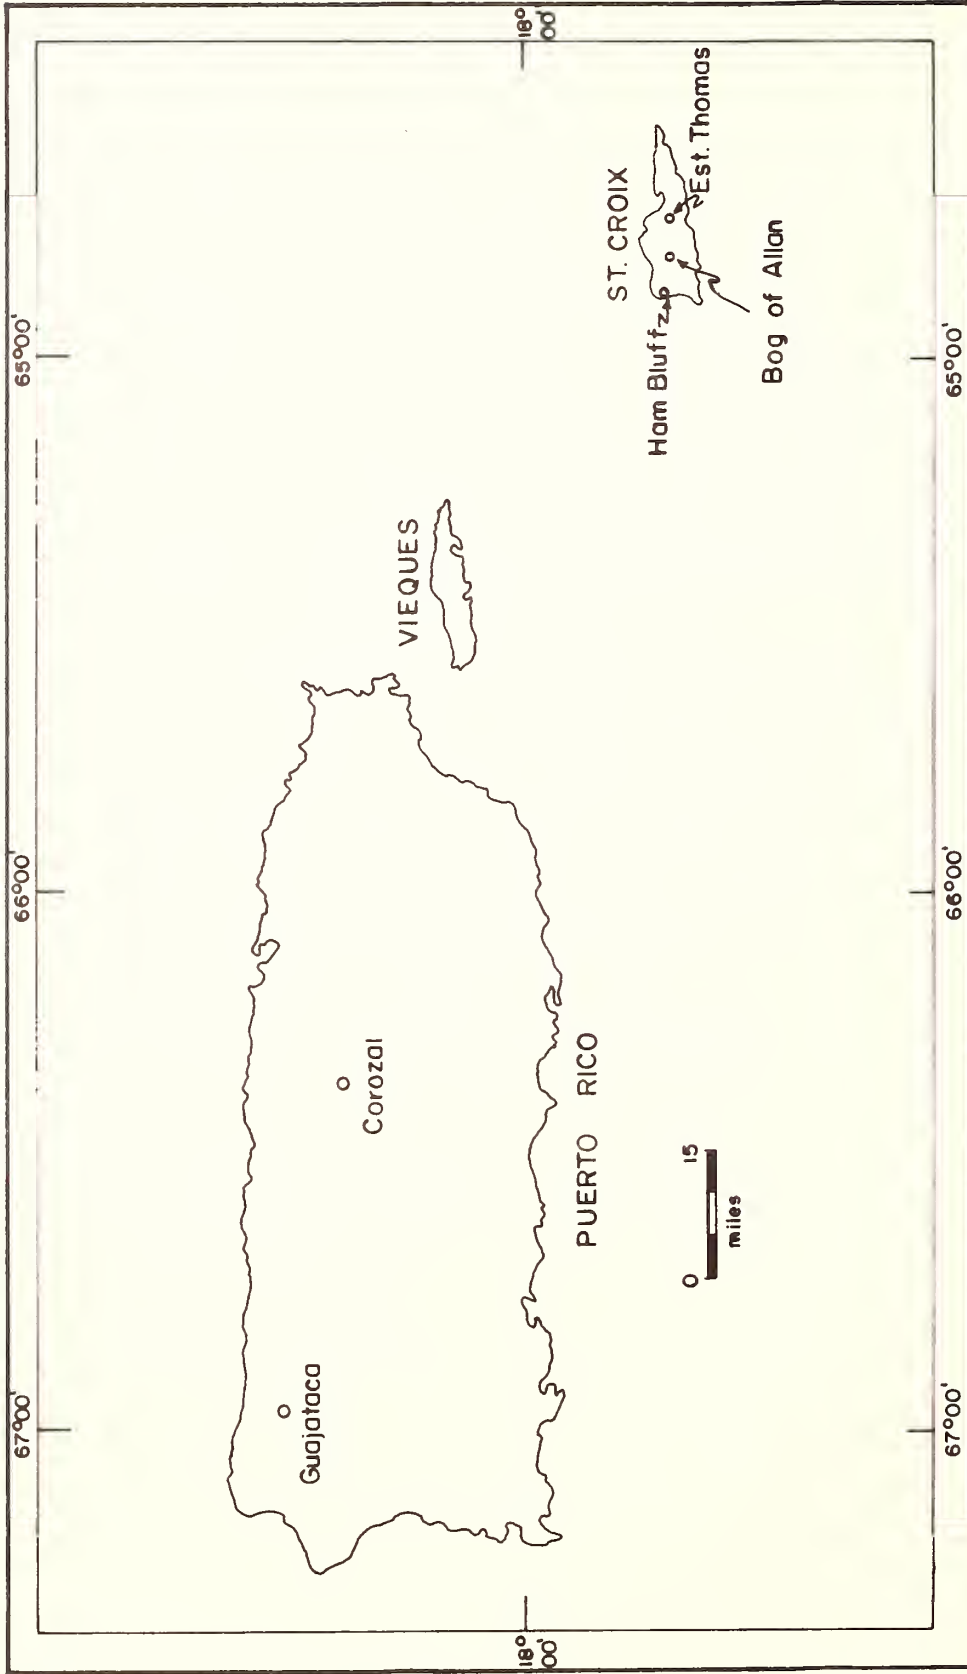 67°00'
66°00'
65°00'
18°
00'
18°
00'
Guajataca
Corozal
VIEQUES
ST. CROIX
Ham Bluff
Est. Thomas
Bog of Allan
PUERTO RICO
0 15
miles
67°00'
66°00'
65°00'